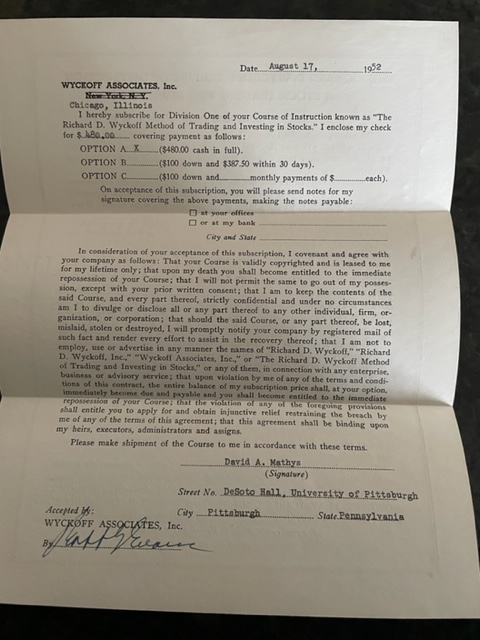 Date August 17, 1952
WYCKOFF ASSOCIATES, Inc.
New York, N. Y.
Chicago, Illinois
I hereby subscribe for Division One of your Course of Instruction known as "The
Richard D. Wyckoff Method of Trading and Investing in Stocks." I enclose my check
for $ 480.00 covering payment as follows:
OPTION A X ($480.00 cash in full).
OPTION B ($100 down and $387.50 within 30 days).
OPTION C ($100 down and monthly payments of $ each).
On acceptance of this subscription, you will please send notes for my
signature covering the above payments, making the notes payable:
☐ at your offices
☐ or at my bank
City and State
In consideration of your acceptance of this subscription, I covenant and agree with
your company as follows: That your Course is validly copyrighted and is leased to me
for my lifetime only; that upon my death you shall become entitled to the immediate
repossession of your Course; that I will not permit the same to go out of my posses-
sion, except with your prior written consent; that I am to keep the contents of the
said Course, and every part thereof, strictly confidential and under no circumstances
am I to divulge or disclose all or any part thereof to any other individual, firm, or-
ganization, or corporation; that should the said Course, or any part thereof, be lost,
mislaid, stolen or destroyed, I will promptly notify your company by registered mail of
such fact and render every effort to assist in the recovery thereof; that I am not to
employ, use or advertise in any manner the names of "Richard D. Wyckoff," "Richard
D. Wyckoff, Inc.," "Wyckoff Associates, Inc.," or "The Richard D. Wyckoff Method
of Trading and Investing in Stocks," or any of them, in connection with any enterprise,
business or advisory service; that upon violation by me of any of the terms and condi-
tions of this contract, the entire balance of my subscription price shall, at your option,
immediately become due and payable and you shall become entitled to the immediate
repossession of your Course; that the violation of any of the foregoing provisions
shall entitle you to apply for and obtain injunctive relief restraining the breach by
me of any of the terms of this agreement; that this agreement shall be binding upon
my heirs, executors, administrators and assigns.
Please make shipment of the Course to me in accordance with these terms.
David A. Mathys
(Signature)
Street No. DeSoto Hall, University of Pittsburgh
City Pittsburgh State Pennsylvania
Accepted by:
WYCKOFF ASSOCIATES, Inc.
By